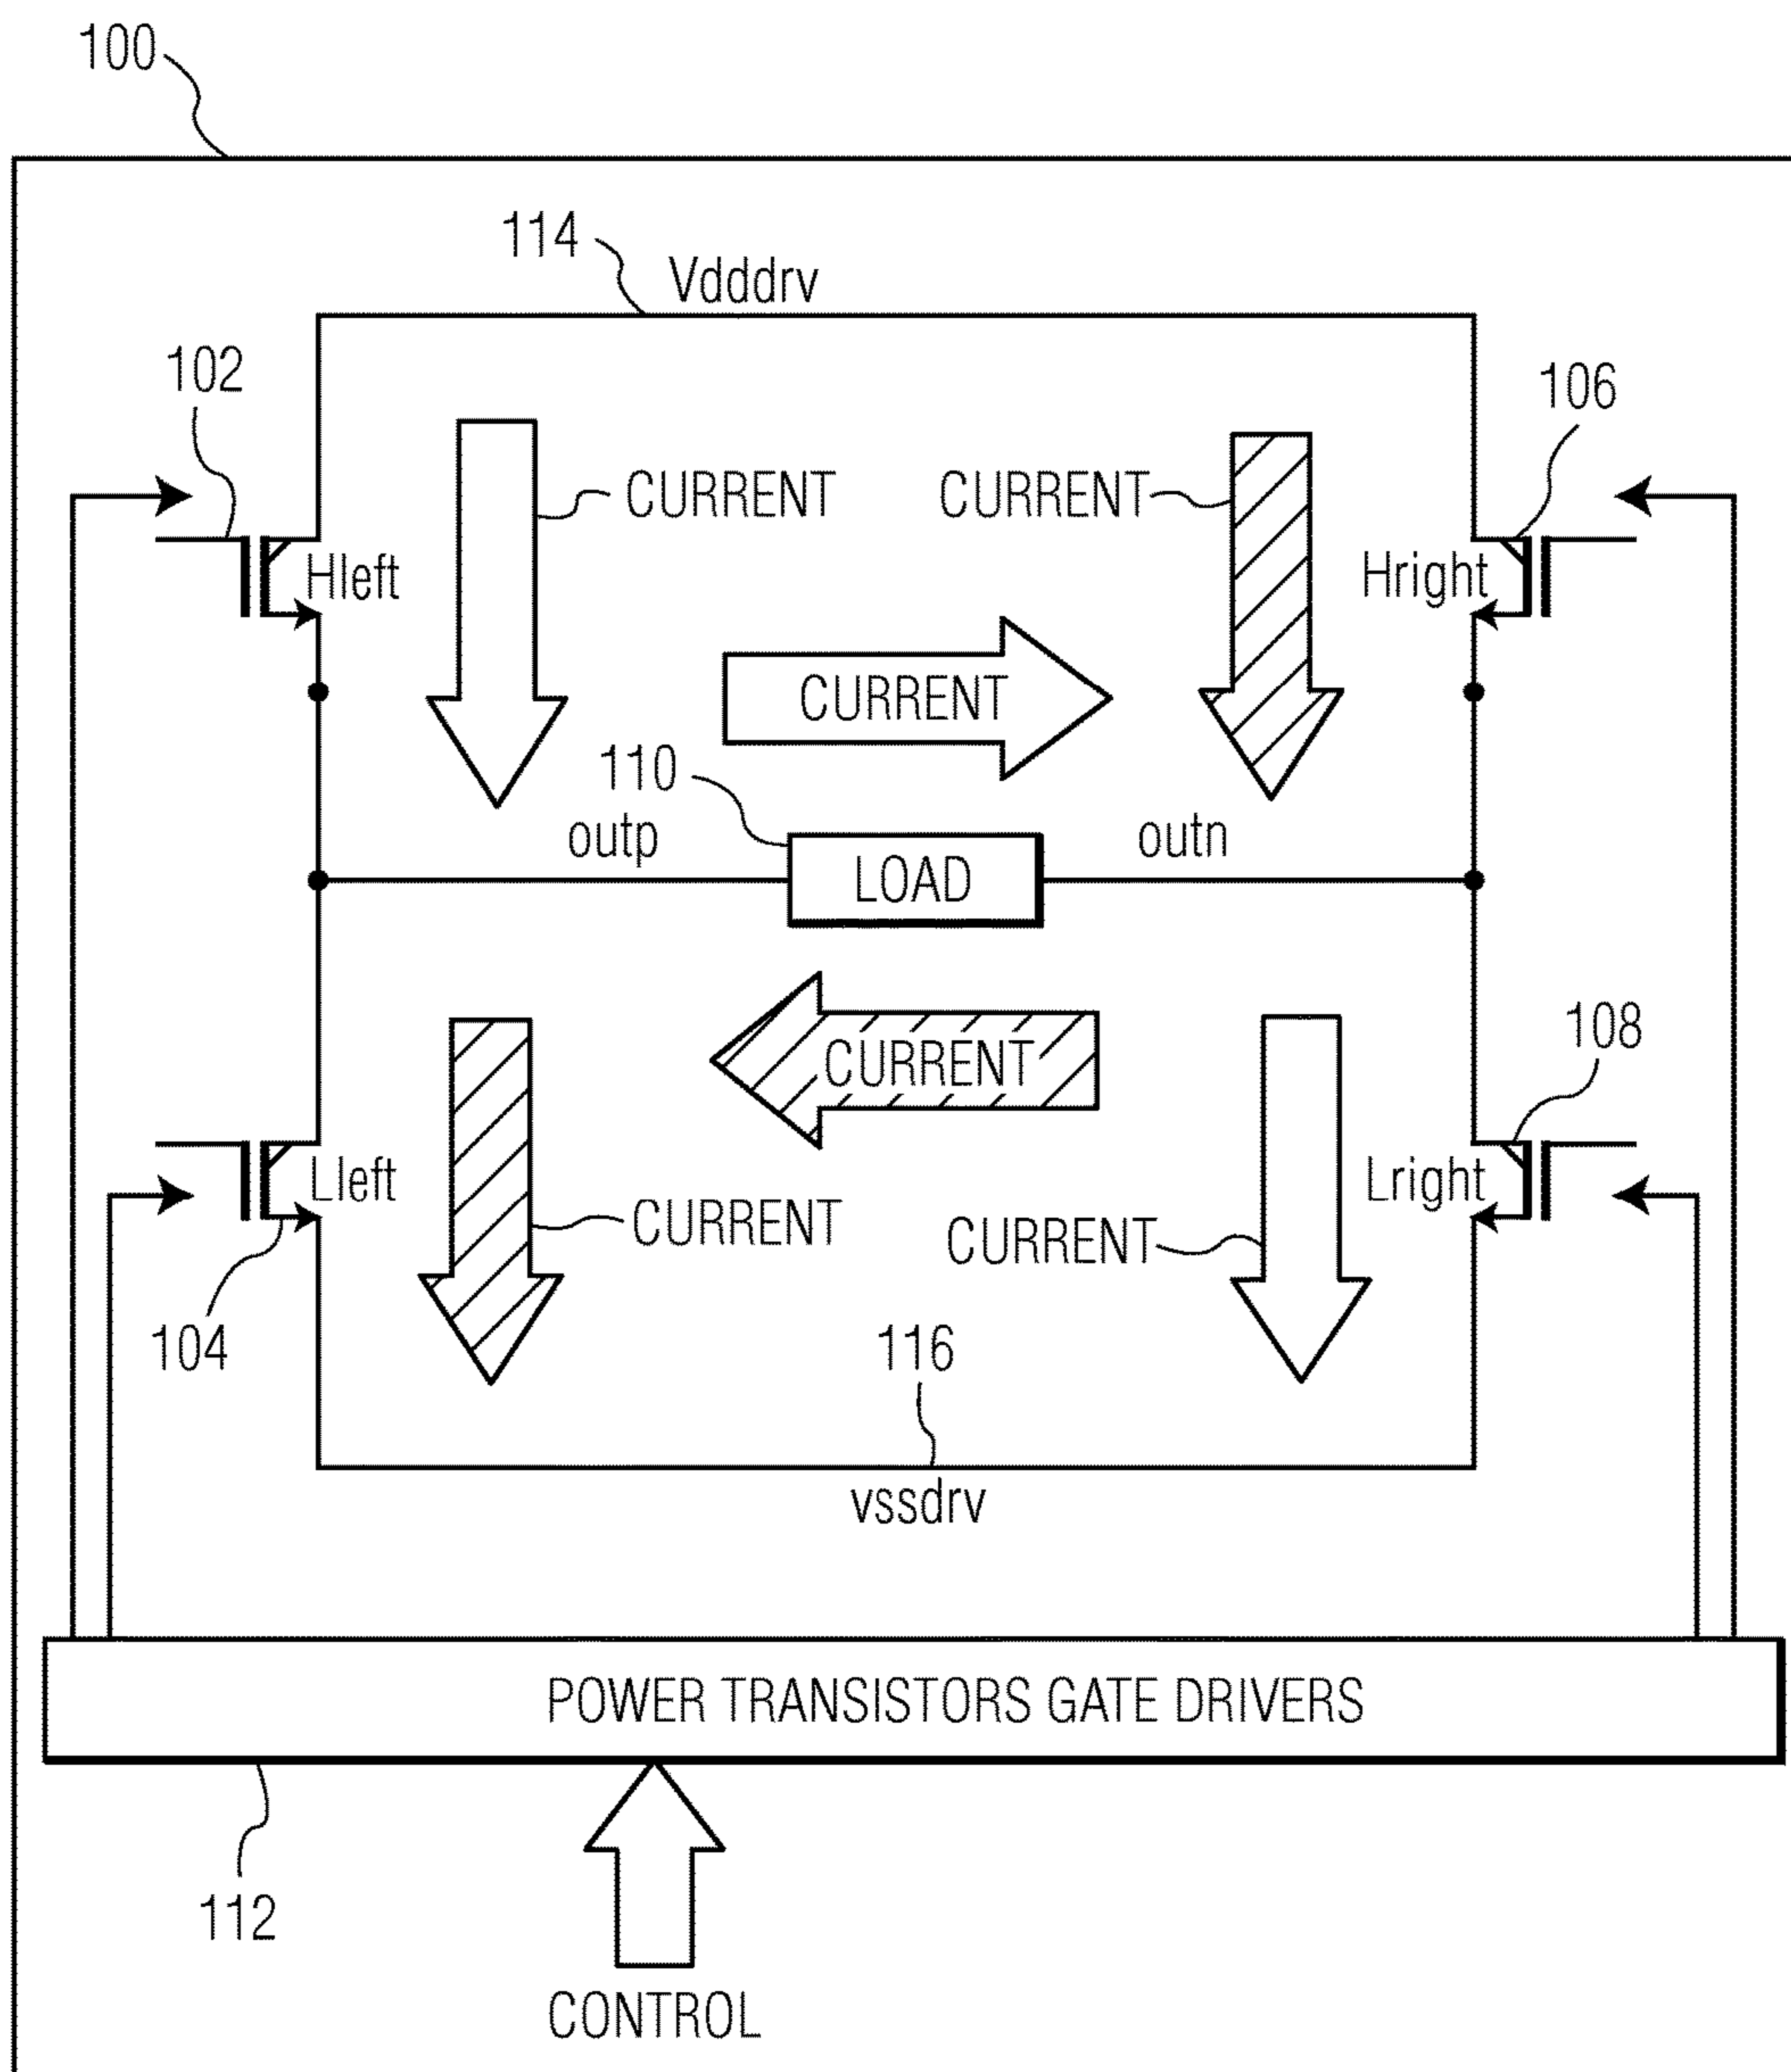 100
114
Vdddrv
102
106
CURRENT
CURRENT
Hleft
Hright
CURRENT
110
outp
LOAD
outn
108
CURRENT
Lleft
Lright
CURRENT
CURRENT
104
116
vssdrv
POWER TRANSISTORS GATE DRIVERS
112
CONTROL